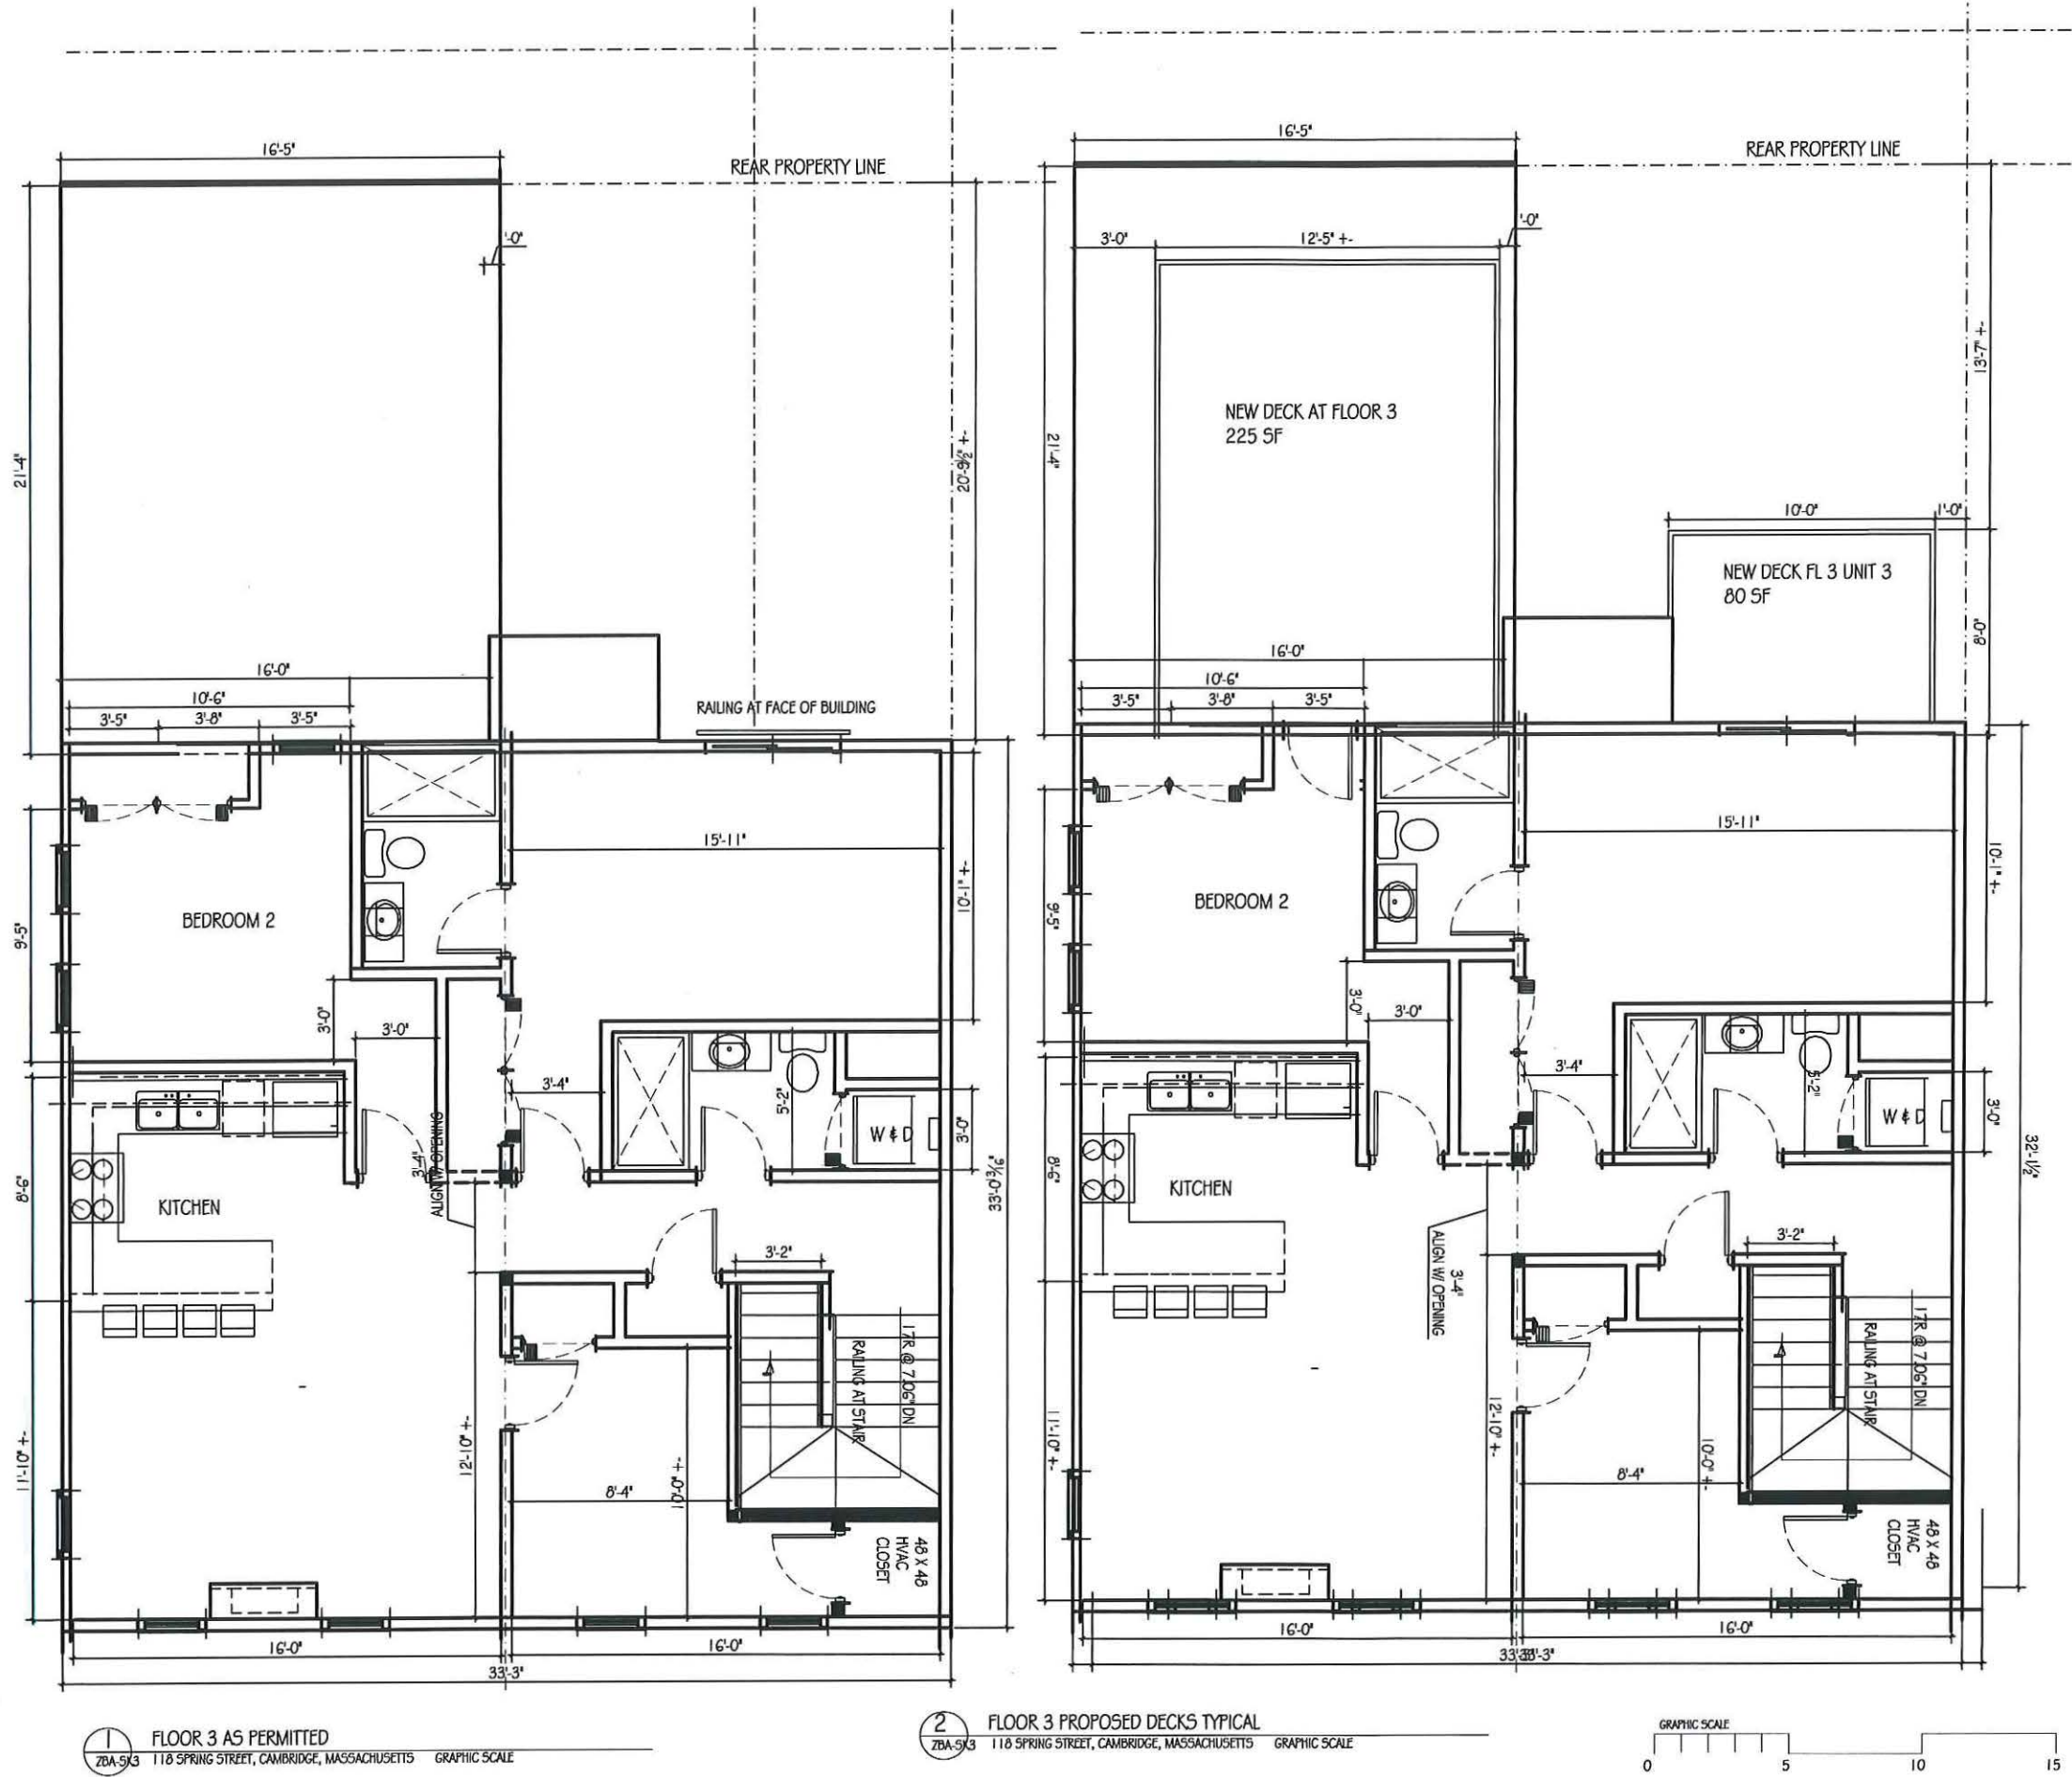 16'-5"
REAR PROPERTY LINE
'-0"
21'-4"
20'-9½" +-
16'-0"
10'-6"
3'-5"
3'-8"
3'-5"
RAILING AT FACE OF BUILDING
15'-11"
10'-1" +-
BEDROOM 2
9'-5"
3'-0"
3'-0"
3'-4"
5'-2"
W & D
3'-0"
33'-0 3/16"
3'-4"
ALIGN W/ OPENING
8'-6"
KITCHEN
3'-2"
17R @ 7.06" DN
RAILING AT STAIR
11'-10" +-
12'-10" +-
10'-0" +-
8'-4"
48 X 48
HVAC
CLOSET
16'-0"
16'-0"
33'-3"
1
ZBA-SK3
FLOOR 3 AS PERMITTED
118 SPRING STREET, CAMBRIDGE, MASSACHUSETTS GRAPHIC SCALE
16'-5"
REAR PROPERTY LINE
'-0"
3'-0"
12'-5" +-
13'-7" +-
NEW DECK AT FLOOR 3
225 SF
21'-4"
10'-0"
1'-0"
NEW DECK FL 3 UNIT 3
80 SF
8'-0"
16'-0"
10'-6"
3'-5"
3'-8"
3'-5"
15'-11"
10'-1" +-
BEDROOM 2
9'-5"
3'-0"
3'-0"
3'-4"
5'-2"
W & D
3'-0"
32'-½"
8'-6"
KITCHEN
3'-4"
ALIGN W/ OPENING
3'-2"
17R @ 7.06" DN
RAILING AT STAIR
11'-10" +-
12'-10" +-
10'-0" +-
8'-4"
48 X 48
HVAC
CLOSET
16'-0"
16'-0"
2
ZBA-SK3
FLOOR 3 PROPOSED DECKS TYPICAL
118 SPRING STREET, CAMBRIDGE, MASSACHUSETTS GRAPHIC SCALE
GRAPHIC SCALE
0 5 10 15